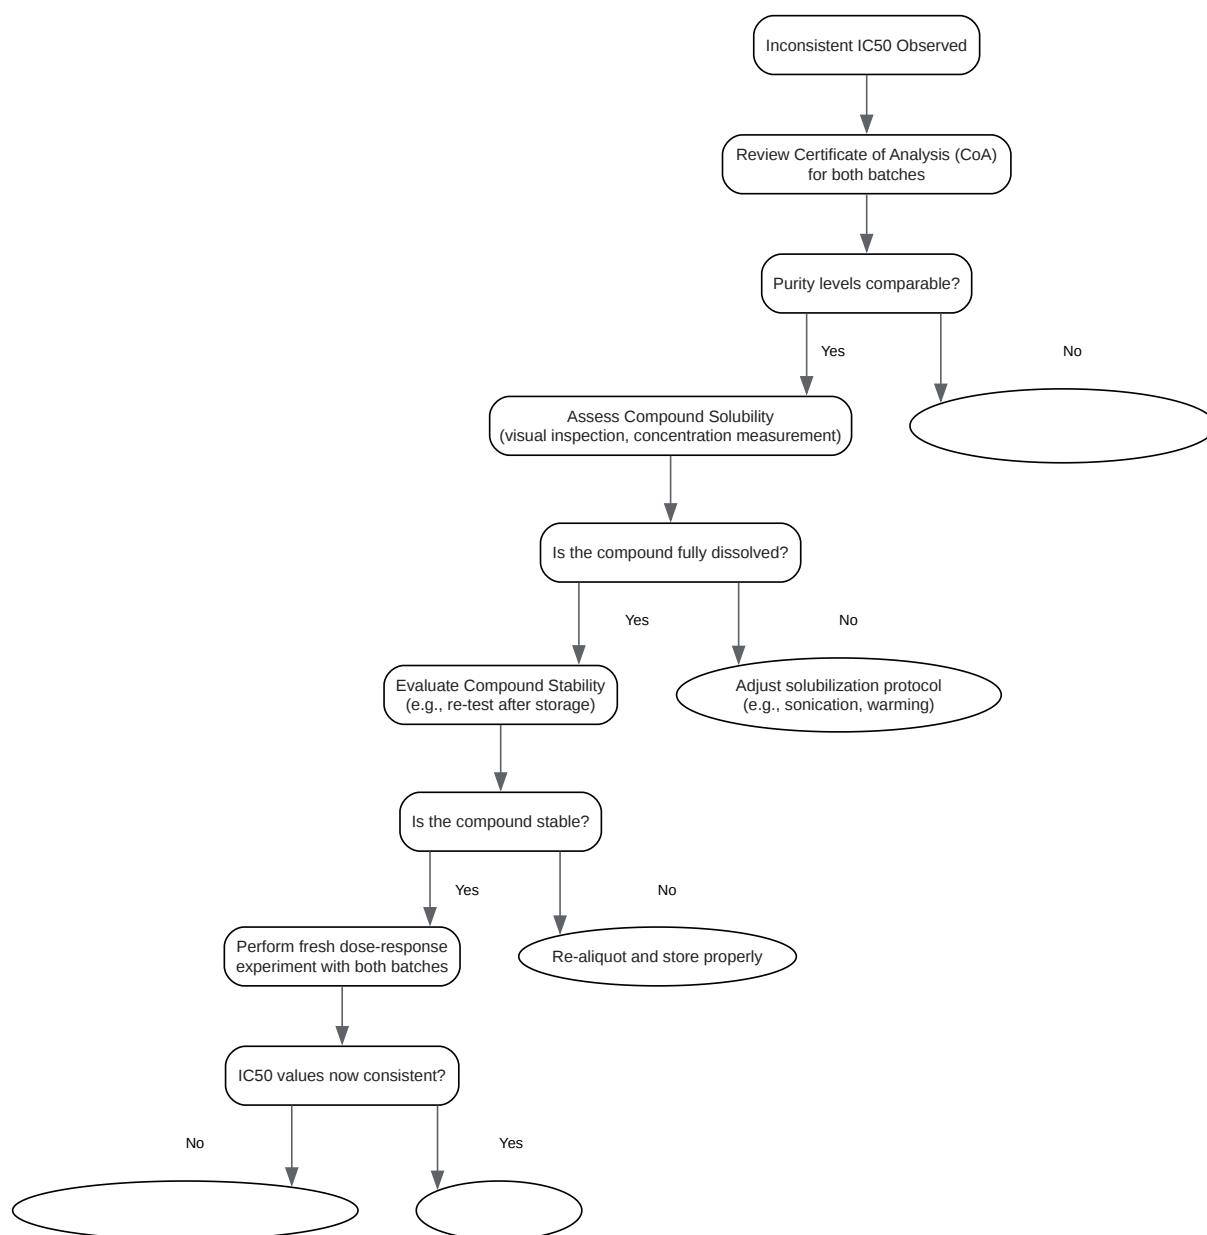 Inconsistent IC50 Observed
Review Certificate of Analysis (CoA)
for both batches
Purity levels comparable?
Yes
No
Assess Compound Solubility
(visual inspection, concentration measurement)
Is the compound fully dissolved?
Yes
No
Evaluate Compound Stability
(e.g., re-test after storage)
Adjust solubilization protocol
(e.g., sonication, warming)
Is the compound stable?
Yes
No
Perform fresh dose-response
experiment with both batches
Re-aliquot and store properly
IC50 values now consistent?
No
Yes